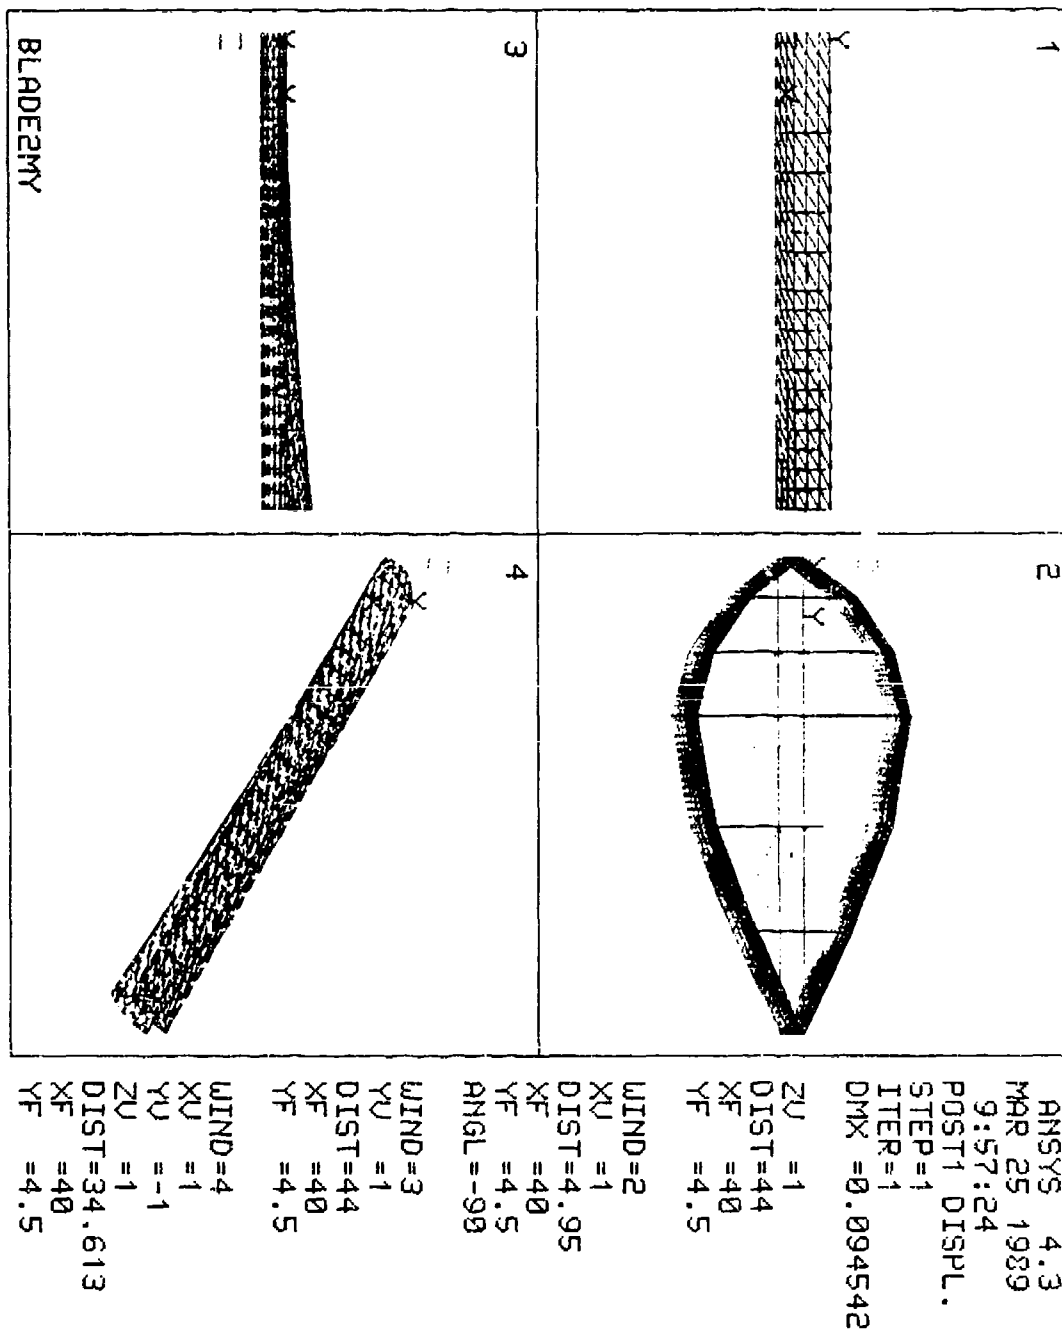 1
2
3
4
BLADE2MY
ANSYS 4.3
MAR 25 1989
9:57:24
POST1 DISPL.
STEP=1
ITER=1
DMX =0.094542
ZV =1
DIST=44
XF =40
YF =4.5
WIND=2
XV =1
DIST=4.95
XF =40
YF =4.5
ANGL=-90
WIND=3
YV =1
DIST=44
XF =40
YF =4.5
WIND=4
XV =1
YV =-1
ZV =1
DIST=34.613
XF =40
YF =4.5